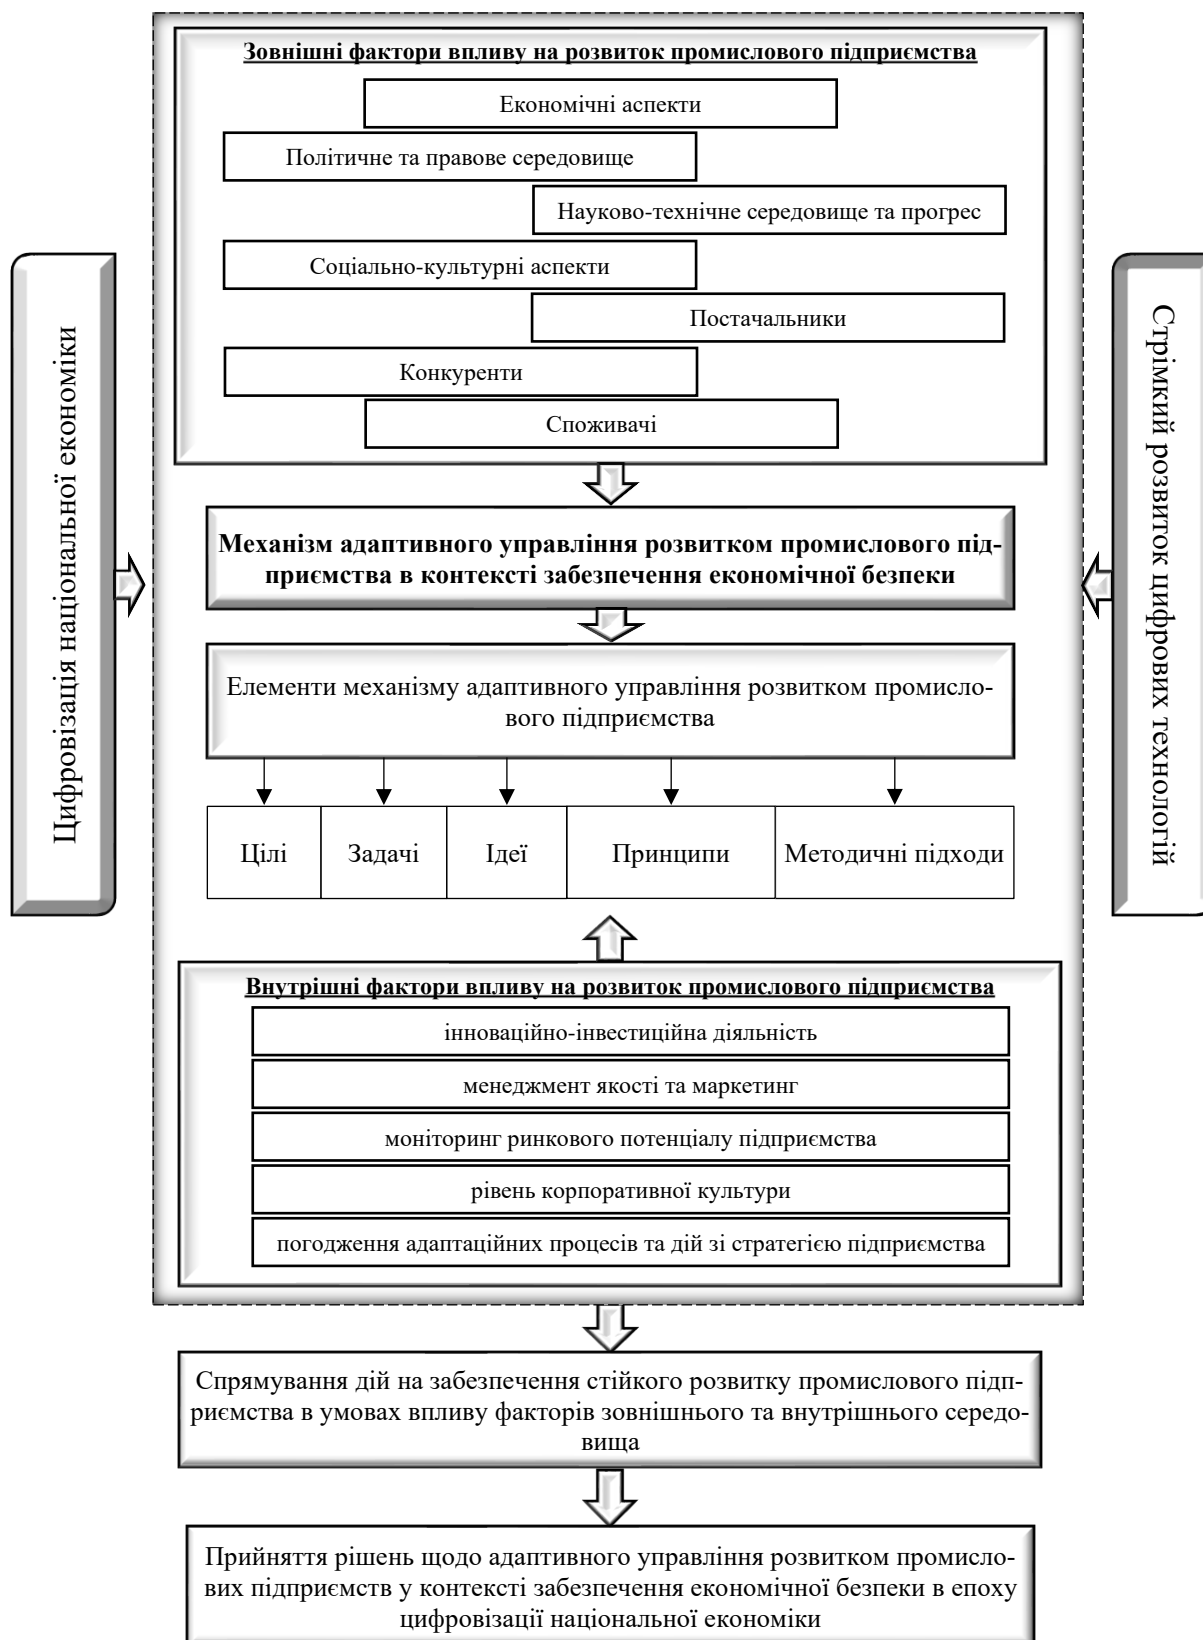 Зовнішні фактори впливу на розвиток промислового підприємства
Економічні аспекти
Політичне та правове середовище
Науково-технічне середовище та прогрес
Соціально-культурні аспекти
Постачальники
Конкуренти
Споживачі
Цифровізація національної економіки
Стрімкий розвиток цифрових технологій
Механізм адаптивного управління розвитком промислового під-
приємства в контексті забезпечення економічної безпеки
Елементи механізму адаптивного управління розвитком промисло-
вого підприємства
Цілі
Задачі
Ідеї
Принципи
Методичні підходи
Внутрішні фактори впливу на розвиток промислового підприємства
інноваційно-інвестиційна діяльність
менеджмент якості та маркетинг
моніторинг ринкового потенціалу підприємства
рівень корпоративної культури
погодження адаптаційних процесів та дій зі стратегією підприємства
Спрямування дій на забезпечення стійкого розвитку промислового підп-
риємства в умовах впливу факторів зовнішнього та внутрішнього середо-
вища
Прийняття рішень щодо адаптивного управління розвитком промисло-
вих підприємств у контексті забезпечення економічної безпеки в епоху
цифровізації національної економіки